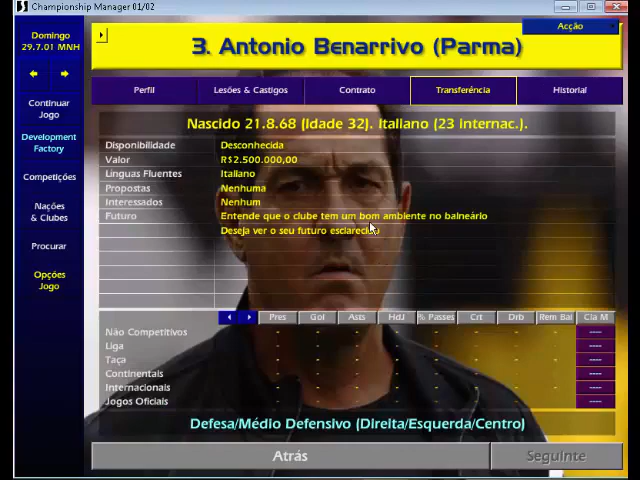 Championship Manager 01/02
Domingo
29.7.01 MNH
Continuar
Jogo
Development
Factory
Competições
Nações
& Clubes
Procurar
Opções
Jogo
Acção
3. Antonio Benarrivo (Parma)
Perfil
Lesões & Castigos
Contrato
Transferência
Historial
Nascido 21.8.68 (Idade 32). Italiano (23 Internac.).
Disponibilidade Desconhecida
Valor R$2.500.000,00
Línguas Fluentes Italiano
Propostas Nenhuma
Interessados Nenhum
Futuro Entende que o clube tem um bom ambiente no balneário
Deseja ver o seu futuro esclarecido
Pres Gol Asts HdJ % Passes Crt Drb Rem Bal Cla M
Não Competitivos - - - - - - - - ----
Liga - - - - - - - - ----
Taça - - - - - - - - ----
Continentais - - - - - - - - ----
Internacionais - - - - - - - - ----
Jogos Oficiais - - - - - - - - ----
Defesa/Médio Defensivo (Direita/Esquerda/Centro)
Atrás
Seguinte